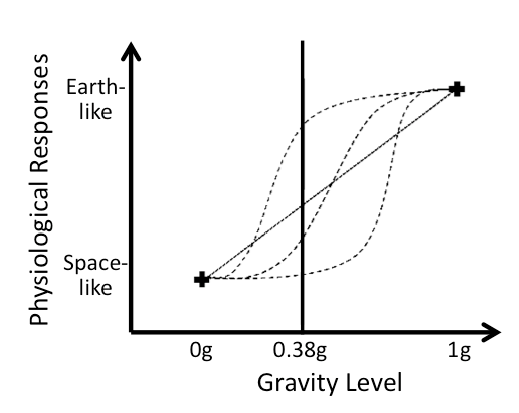 Physiological Responses
Earth-
like
Space-
like
0g
0.38g
1g
Gravity Level